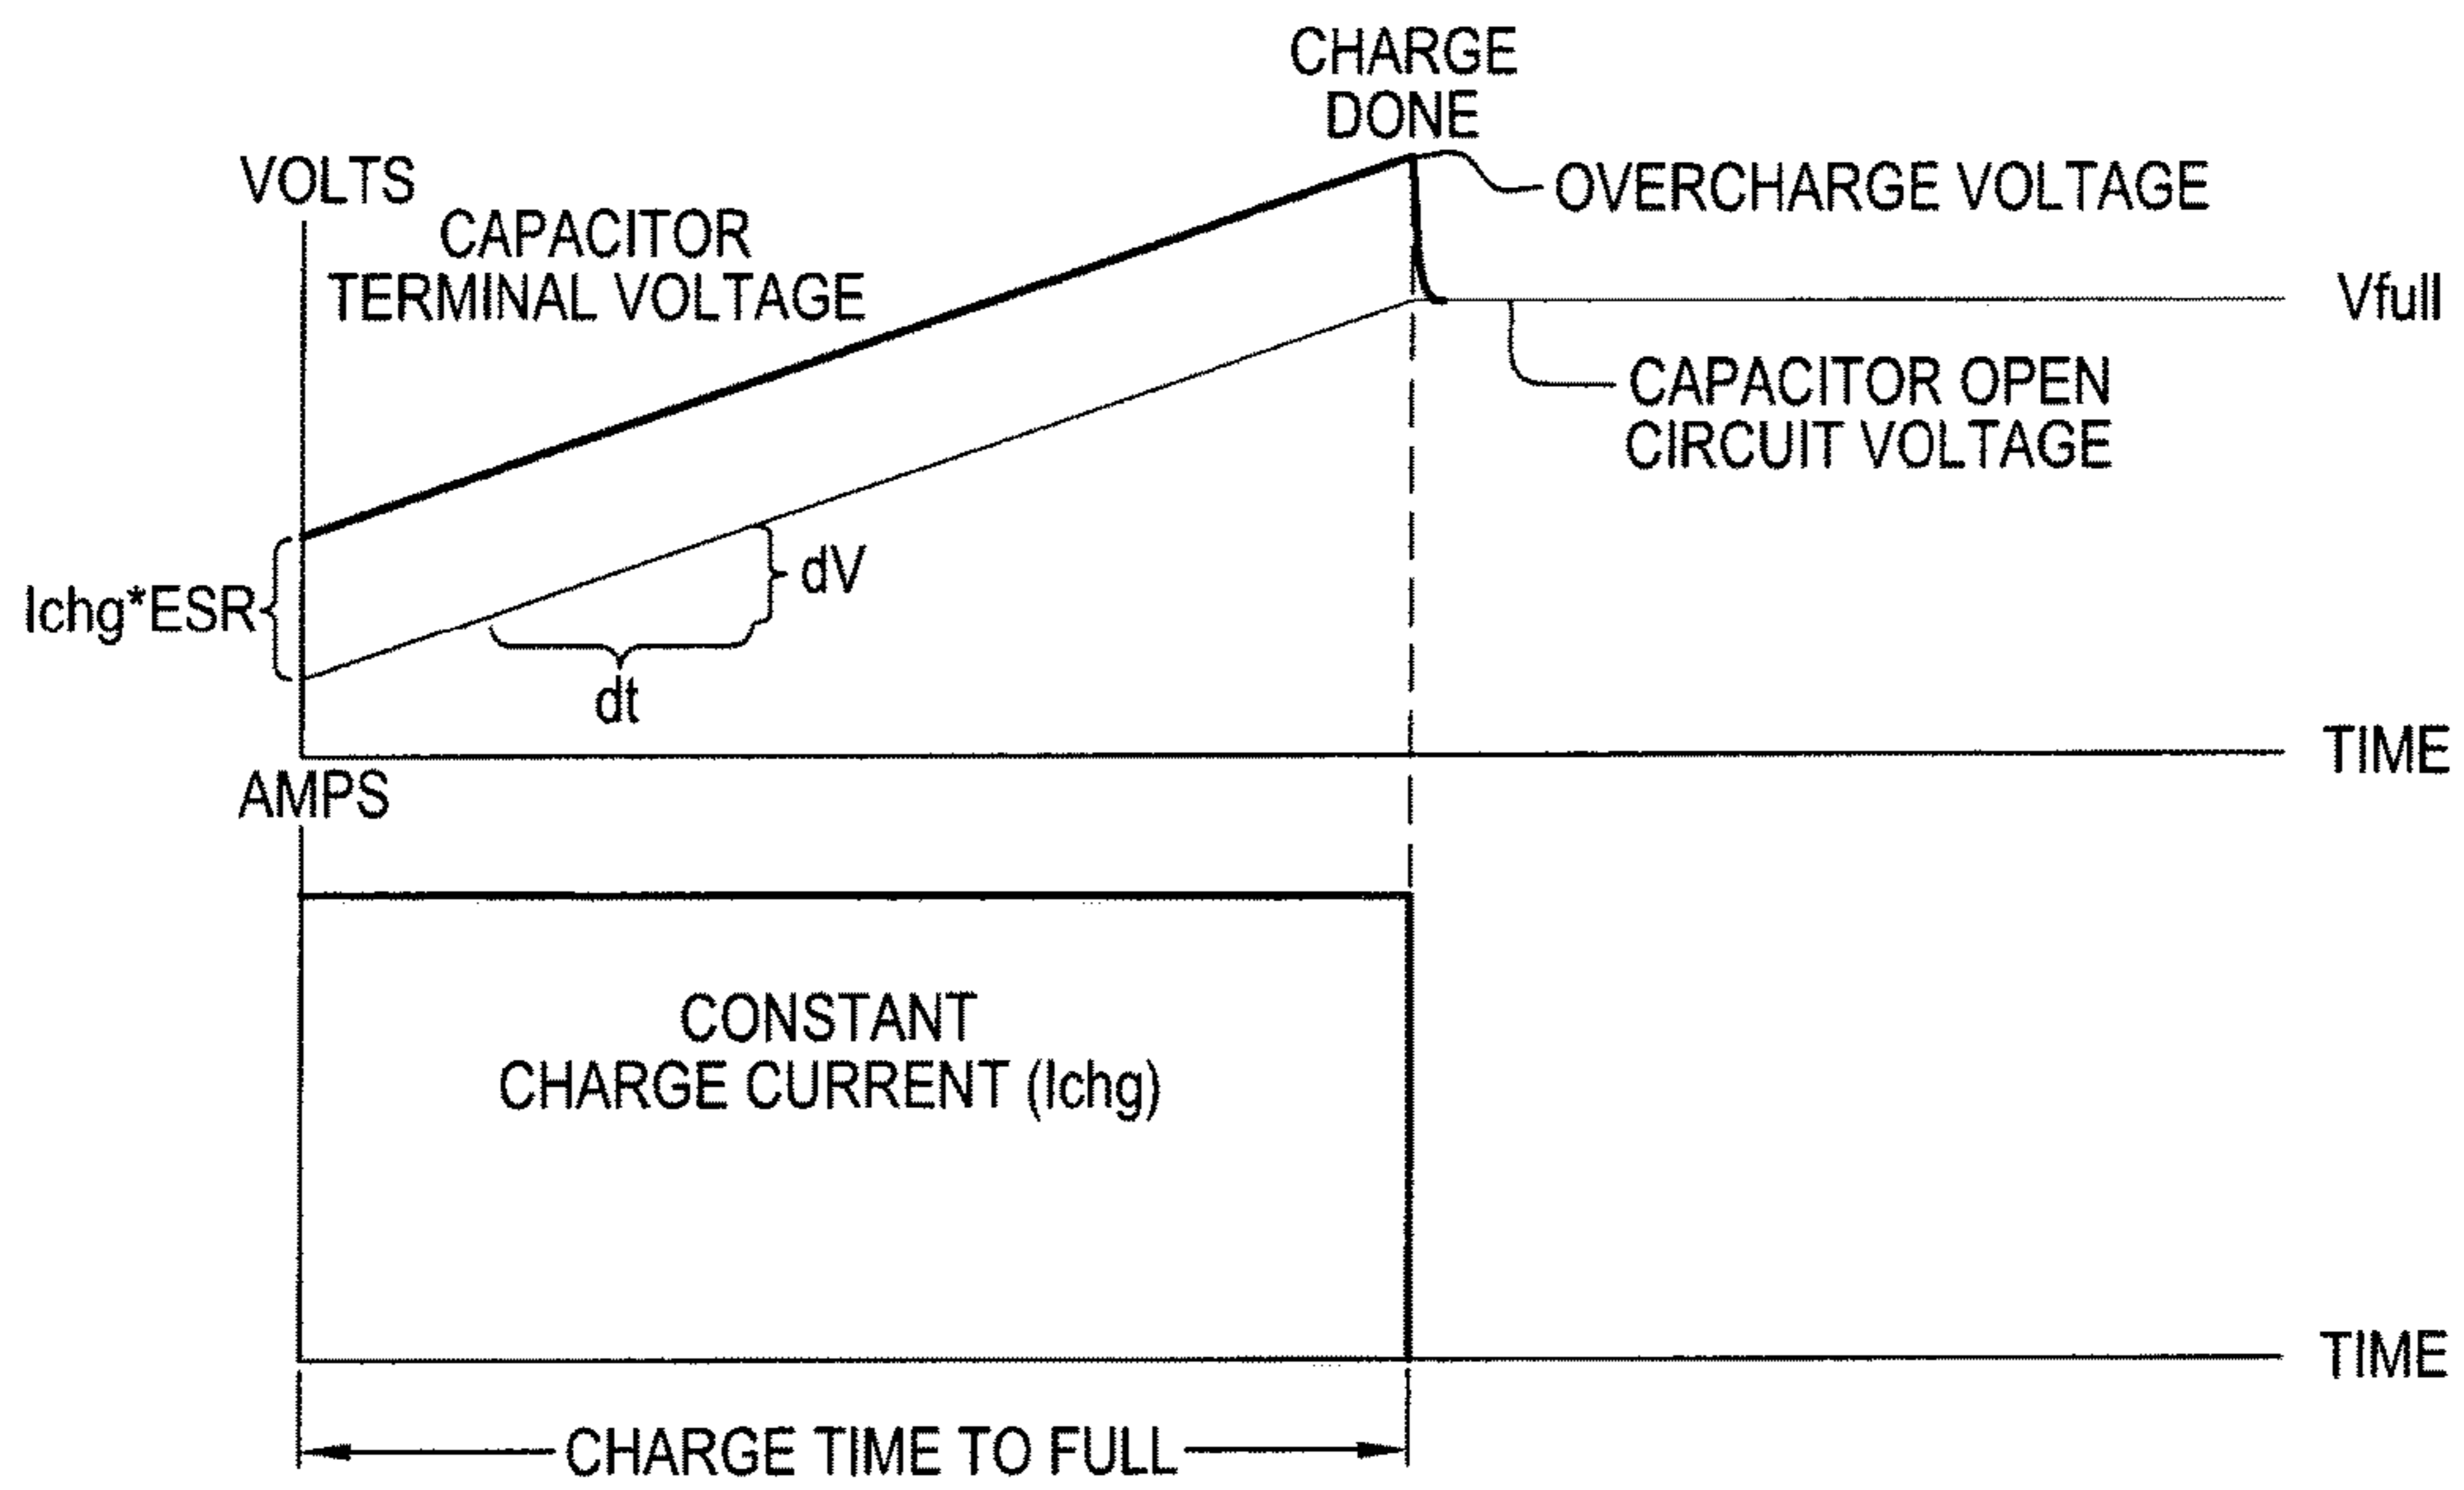 CHARGE
DONE
VOLTS
OVERCHARGE VOLTAGE
CAPACITOR
TERMINAL VOLTAGE
Vfull
CAPACITOR OPEN
CIRCUIT VOLTAGE
Ichg*ESR
dV
dt
TIME
AMPS
CONSTANT
CHARGE CURRENT (Ichg)
TIME
CHARGE TIME TO FULL